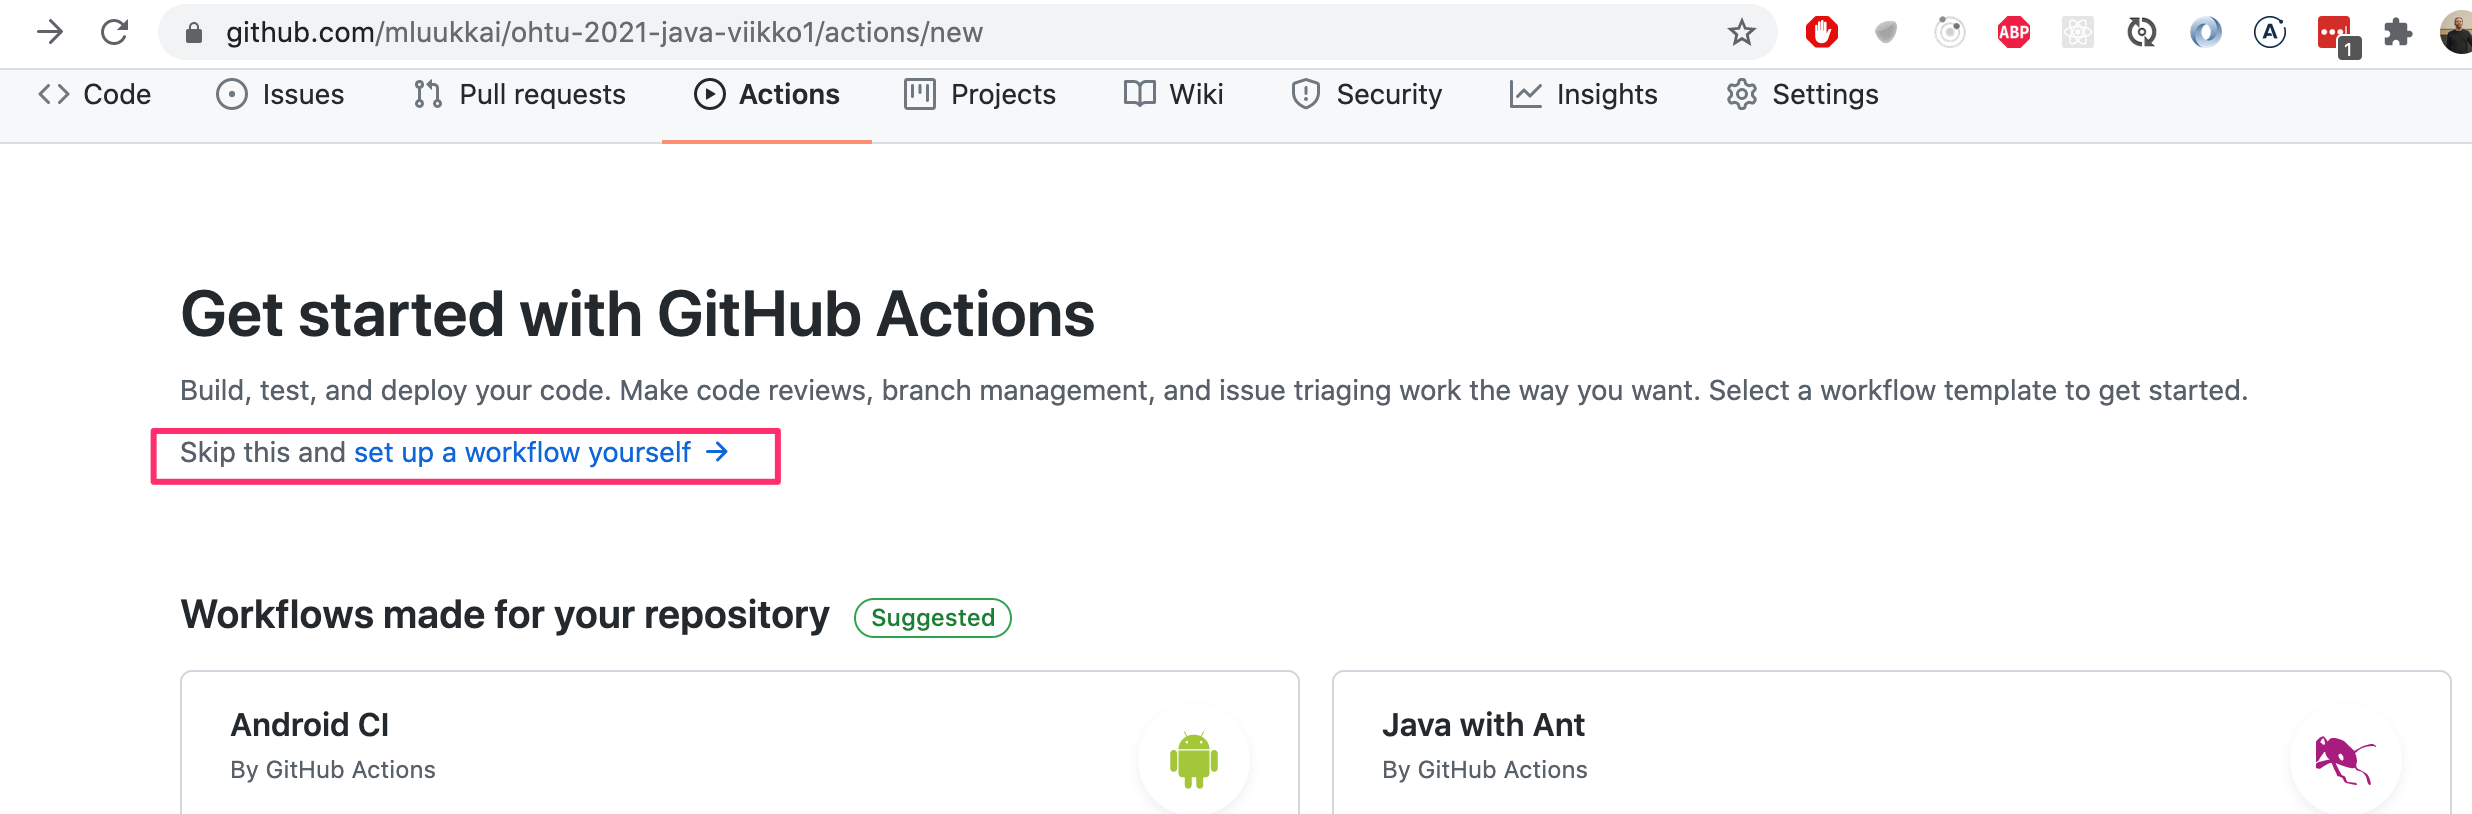 github.com/mluukkai/ohtu-2021-java-viikko1/actions/new
ABP
A
1
Code Issues Pull requests Actions Projects Wiki Security Insights Settings
Get started with GitHub Actions
Build, test, and deploy your code. Make code reviews, branch management, and issue triaging work the way you want. Select a workflow template to get started.
Skip this and set up a workflow yourself →
Workflows made for your repository Suggested
Android CI
By GitHub Actions
Java with Ant
By GitHub Actions